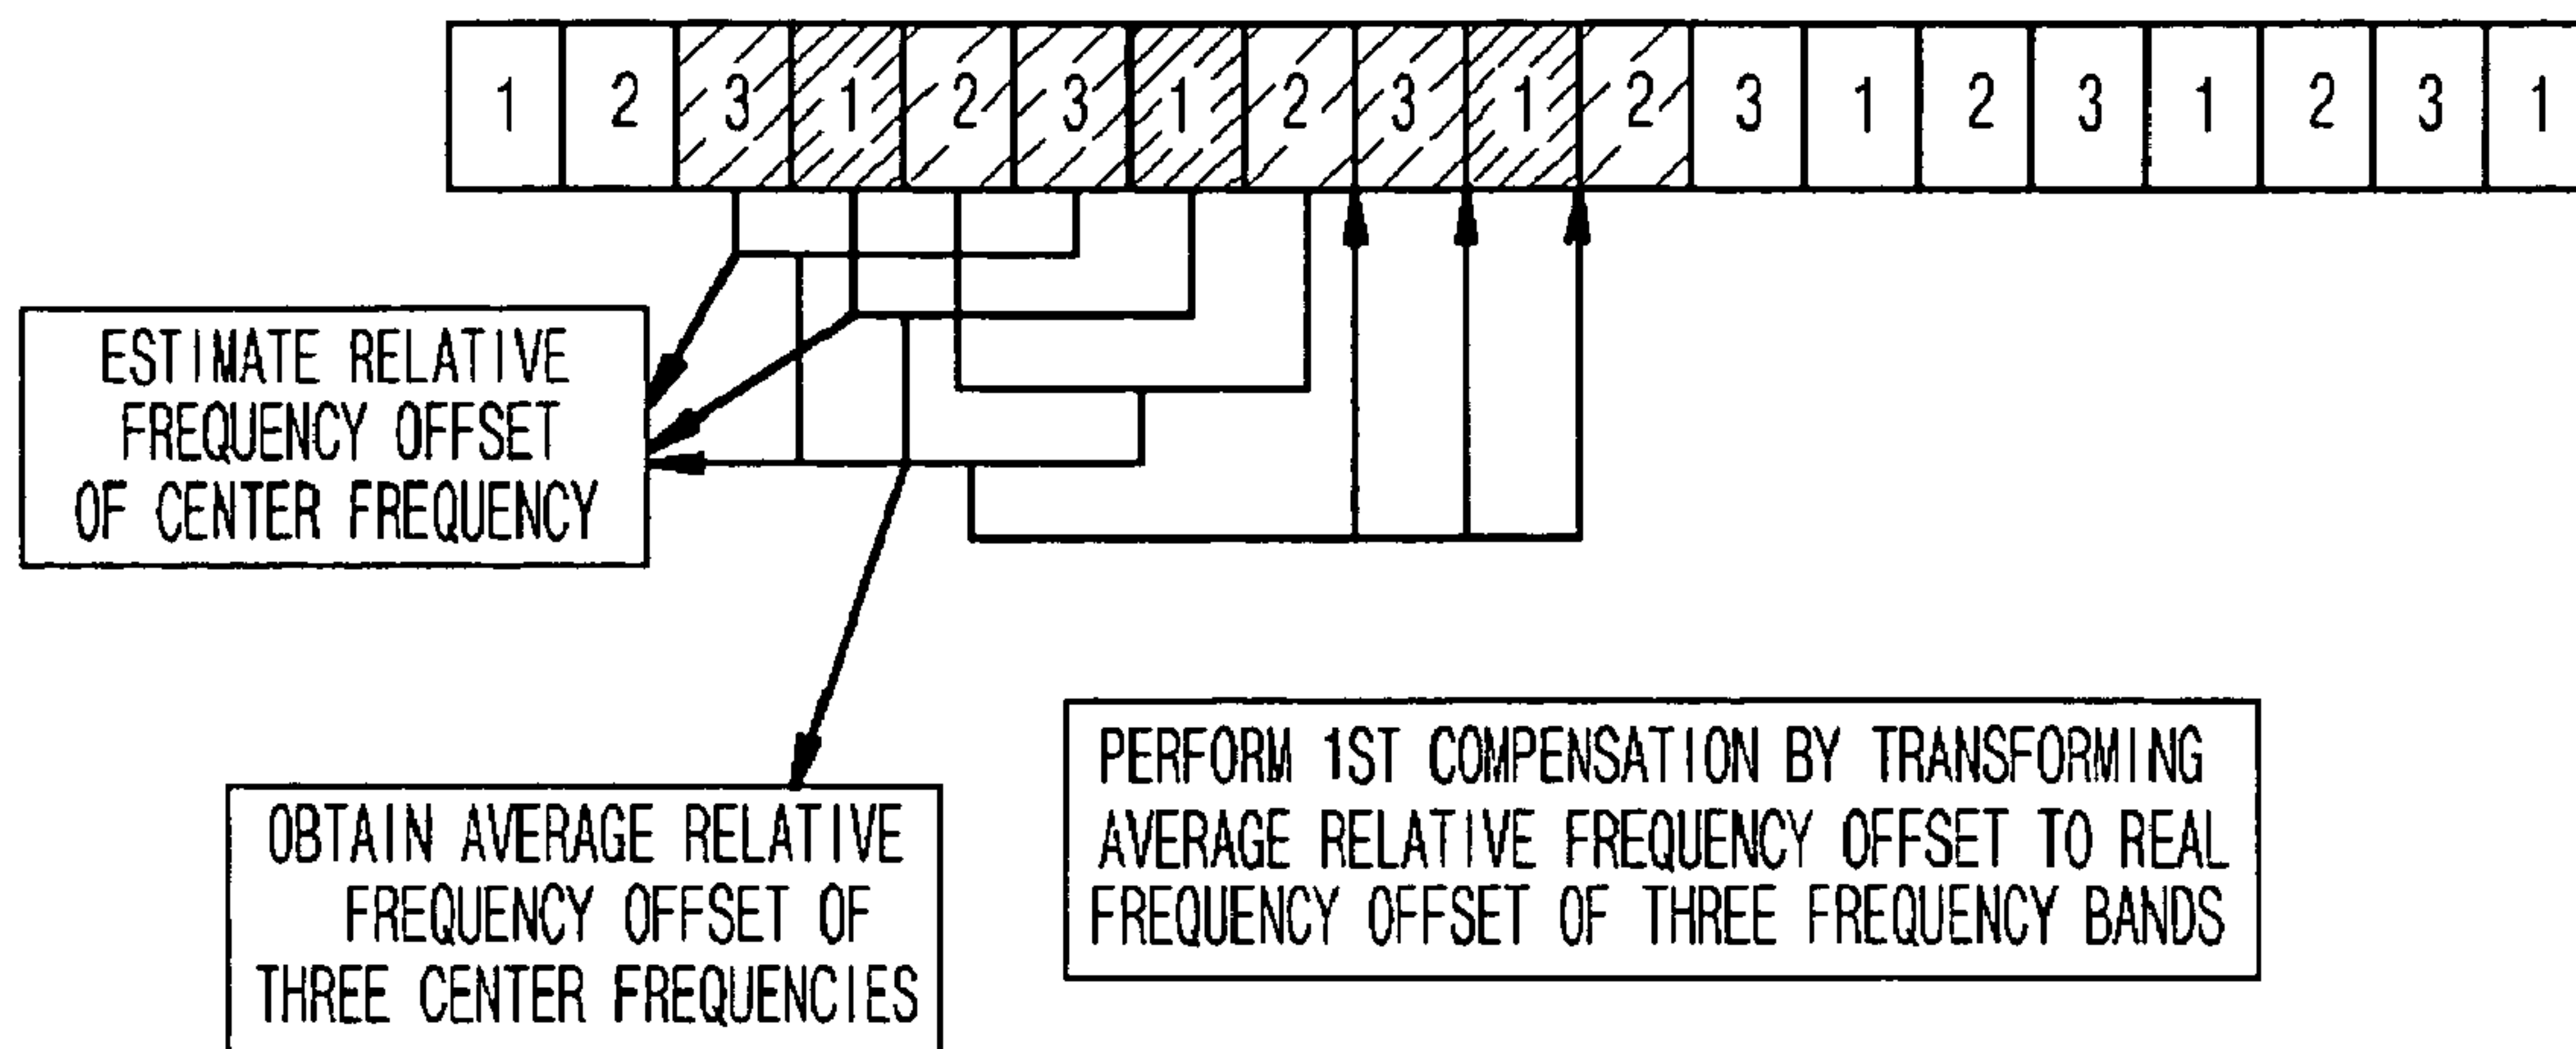 1 2 3 1 2 3 1 2 3 1 2 3 1 2 3 1 2 3 1
ESTIMATE RELATIVE
FREQUENCY OFFSET
OF CENTER FREQUENCY
OBTAIN AVERAGE RELATIVE
FREQUENCY OFFSET OF
THREE CENTER FREQUENCIES
PERFORM 1ST COMPENSATION BY TRANSFORMING
AVERAGE RELATIVE FREQUENCY OFFSET TO REAL
FREQUENCY OFFSET OF THREE FREQUENCY BANDS